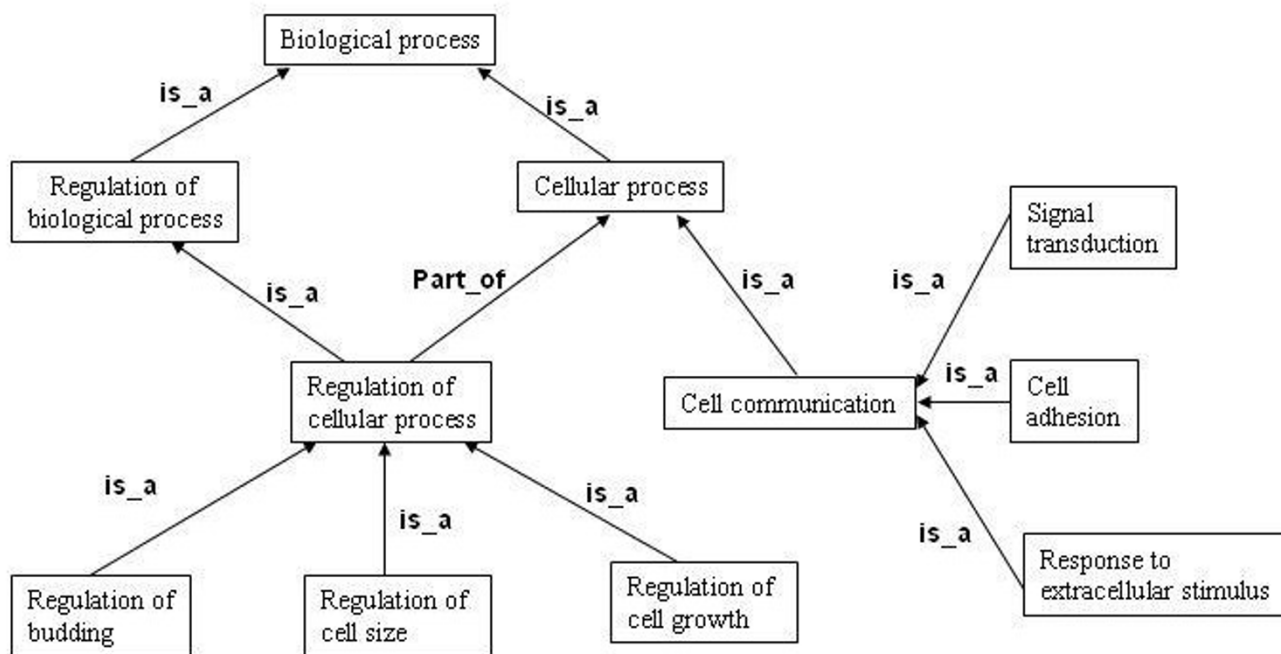 Biological process
is_a
is_a
Regulation of
biological process
Cellular process
Signal
transduction
is_a
Part_of
is_a
is_a
Regulation of
cellular process
Cell communication
is_a
Cell
adhesion
is_a
is_a
is_a
is_a
Regulation of
budding
Regulation of
cell size
Regulation of
cell growth
Response to
extracellular stimulus